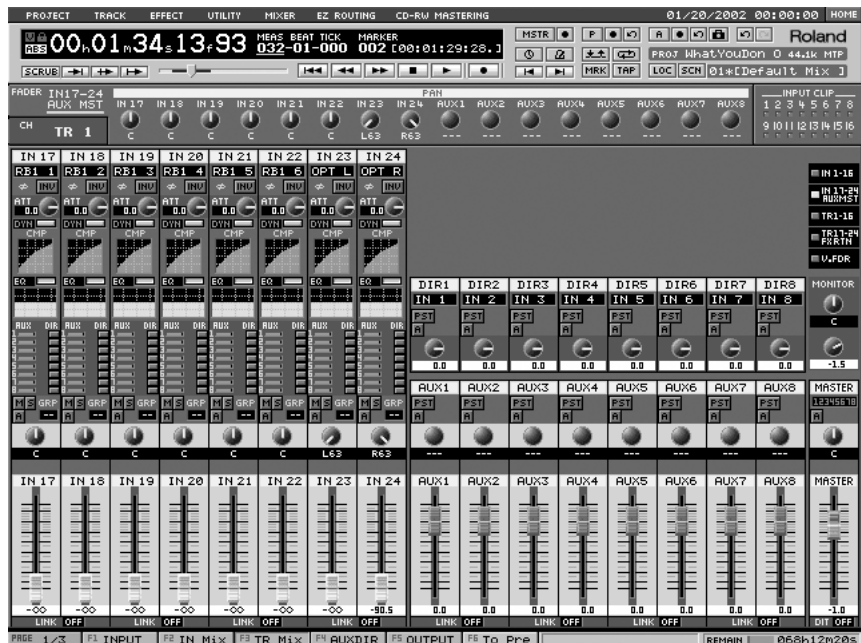 PROJECT TRACK EFFECT UTILITY MIXER EZ ROUTING CD-RW MASTERING 01/20/2002 00:00:00 HOME
ABS 00h01m34s13f93 MEAS BEAT TICK MARKER
032-01-000 002[00:01:29:28.]
MSTR P A Roland
PROJ WhatYouDon O 44.1k MTP
SCRUB MRK TAP LOC SCN 01*[Default Mix ]
FADER IN17-24 AUX MST
PAN
IN 17 IN 18 IN 19 IN 20 IN 21 IN 22 IN 23 IN 24 AUX1 AUX2 AUX3 AUX4 AUX5 AUX6 AUX7 AUX8
INPUT CLIP
1 2 3 4 5 6 7 8
9 10 11 12 13 14 15 16
CH TR 1
C C C C C C L63 R63 --- --- --- --- --- --- --- ---
IN 17 IN 18 IN 19 IN 20 IN 21 IN 22 IN 23 IN 24
RB1 1 RB1 2 RB1 3 RB1 4 RB1 5 RB1 6 OPT L OPT R
INV INV INV INV INV INV INV INV
ATT ATT ATT ATT ATT ATT ATT ATT
0.0 0.0 0.0 0.0 0.0 0.0 0.0 0.0
DYN DYN DYN DYN DYN DYN DYN DYN
CMP CMP CMP CMP CMP CMP CMP CMP
EQ EQ EQ EQ EQ EQ EQ EQ
AUX DIR AUX DIR AUX DIR AUX DIR AUX DIR AUX DIR AUX DIR AUX DIR
M S GRP M S GRP M S GRP M S GRP M S GRP M S GRP M S GRP M S GRP
A -- A -- A -- A -- A -- A -- A -- A --
C C C C C C L63 R63
IN 1-16
IN 17-24 AUXMST
TR1-16
TR17-24 FXRTN
V.FDR
DIR1 DIR2 DIR3 DIR4 DIR5 DIR6 DIR7 DIR8 MONITOR
IN 1 IN 2 IN 3 IN 4 IN 5 IN 6 IN 7 IN 8
PST PST PST PST PST PST PST PST
A A A A A A A A
C
0.0 0.0 0.0 0.0 0.0 0.0 0.0 0.0 -1.5
AUX1 AUX2 AUX3 AUX4 AUX5 AUX6 AUX7 AUX8 MASTER
PST PST PST PST PST PST PST PST 12345678
A A A A A A A A A
--- --- --- --- --- --- --- --- C
IN 17 IN 18 IN 19 IN 20 IN 21 IN 22 IN 23 IN 24 AUX1 AUX2 AUX3 AUX4 AUX5 AUX6 AUX7 AUX8 MASTER
-∞ -∞ -∞ -∞ -∞ -∞ -∞ -90.5 0.0 0.0 0.0 0.0 0.0 0.0 0.0 0.0 -1.0
LINK OFF LINK OFF LINK OFF LINK OFF LINK OFF LINK OFF LINK OFF LINK OFF DIT OFF
PAGE 1/3 F1 INPUT F2 IN Mix F3 TR Mix F4 AUXDIR F5 OUTPUT F6 To Pre REMAIN 068h12m20s